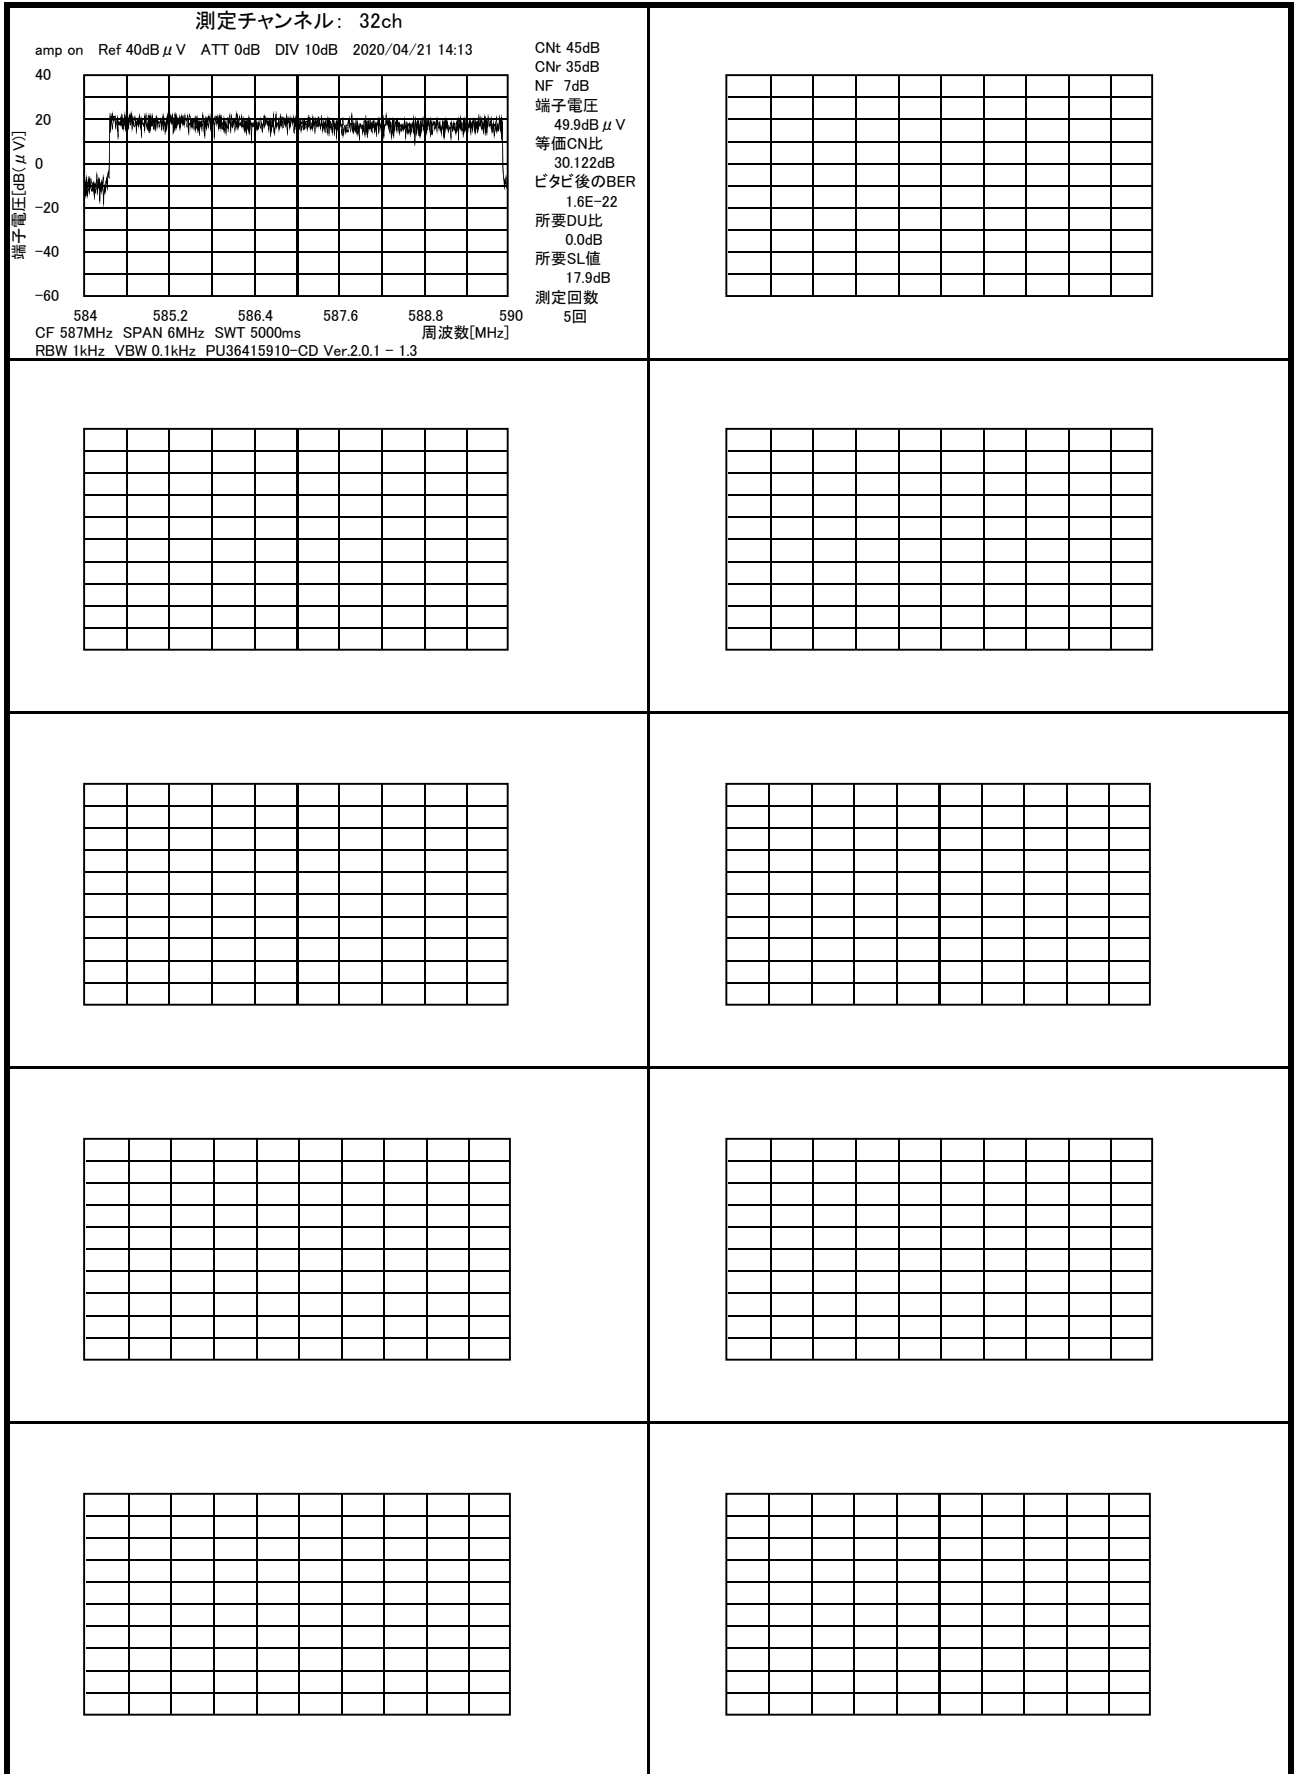 測定チャンネル： 32ch
amp on Ref 40dBμV ATT 0dB DIV 10dB 2020/04/21 14:13
40
20
0
-20
-40
-60
端子電圧[dB(μV)]
584 585.2 586.4 587.6 588.8 590
CF 587MHz SPAN 6MHz SWT 5000ms 周波数[MHz]
RBW 1kHz VBW 0.1kHz PU36415910-CD Ver.2.0.1 - 1.3
CNt 45dB
CNr 35dB
NF 7dB
端子電圧
49.9dBμV
等価CN比
30.122dB
ビタビ後のBER
1.6E-22
所要DU比
0.0dB
所要SL値
17.9dB
測定回数
5回